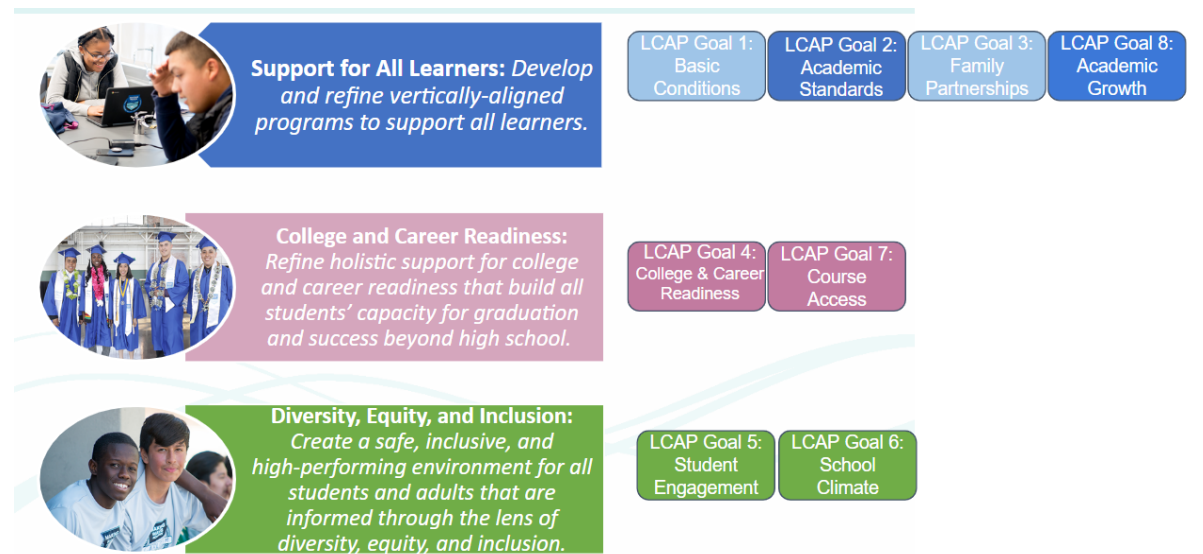 Support for All Learners: Develop
and refine vertically-aligned
programs to support all learners.
LCAP Goal 1:
Basic
Conditions
LCAP Goal 2:
Academic
Standards
LCAP Goal 3:
Family
Partnerships
LCAP Goal 8:
Academic
Growth
College and Career Readiness:
Refine holistic support for college
and career readiness that build all
students’ capacity for graduation
and success beyond high school.
LCAP Goal 4:
College & Career
Readiness
LCAP Goal 7:
Course
Access
Diversity, Equity, and Inclusion:
Create a safe, inclusive, and
high-performing environment for all
students and adults that are
informed through the lens of
diversity, equity, and inclusion.
LCAP Goal 5:
Student
Engagement
LCAP Goal 6:
School
Climate